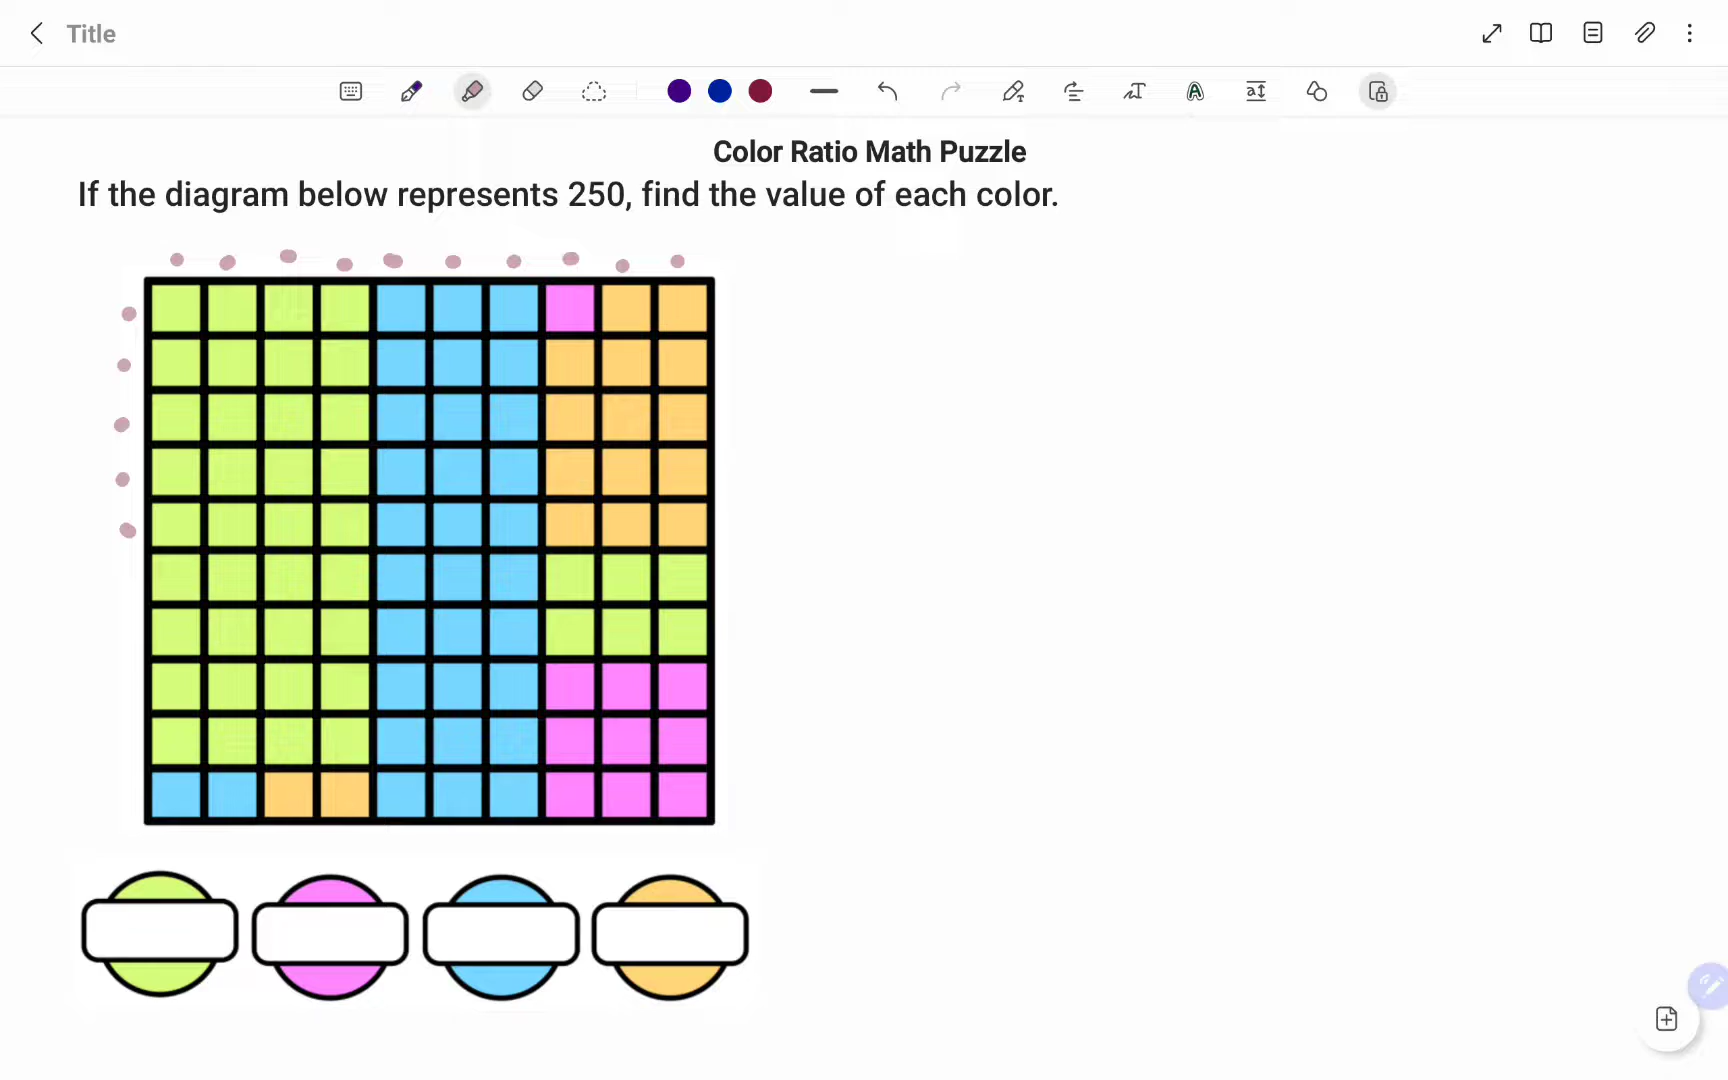 Title
Color Ratio Math Puzzle
If the diagram below represents 250, find the value of each color.